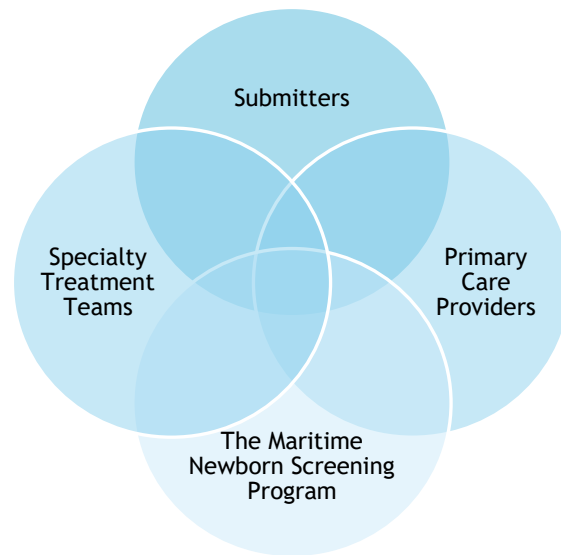 Submitters
Specialty
Treatment
Teams
Primary
Care
Providers
The Maritime
Newborn Screening
Program